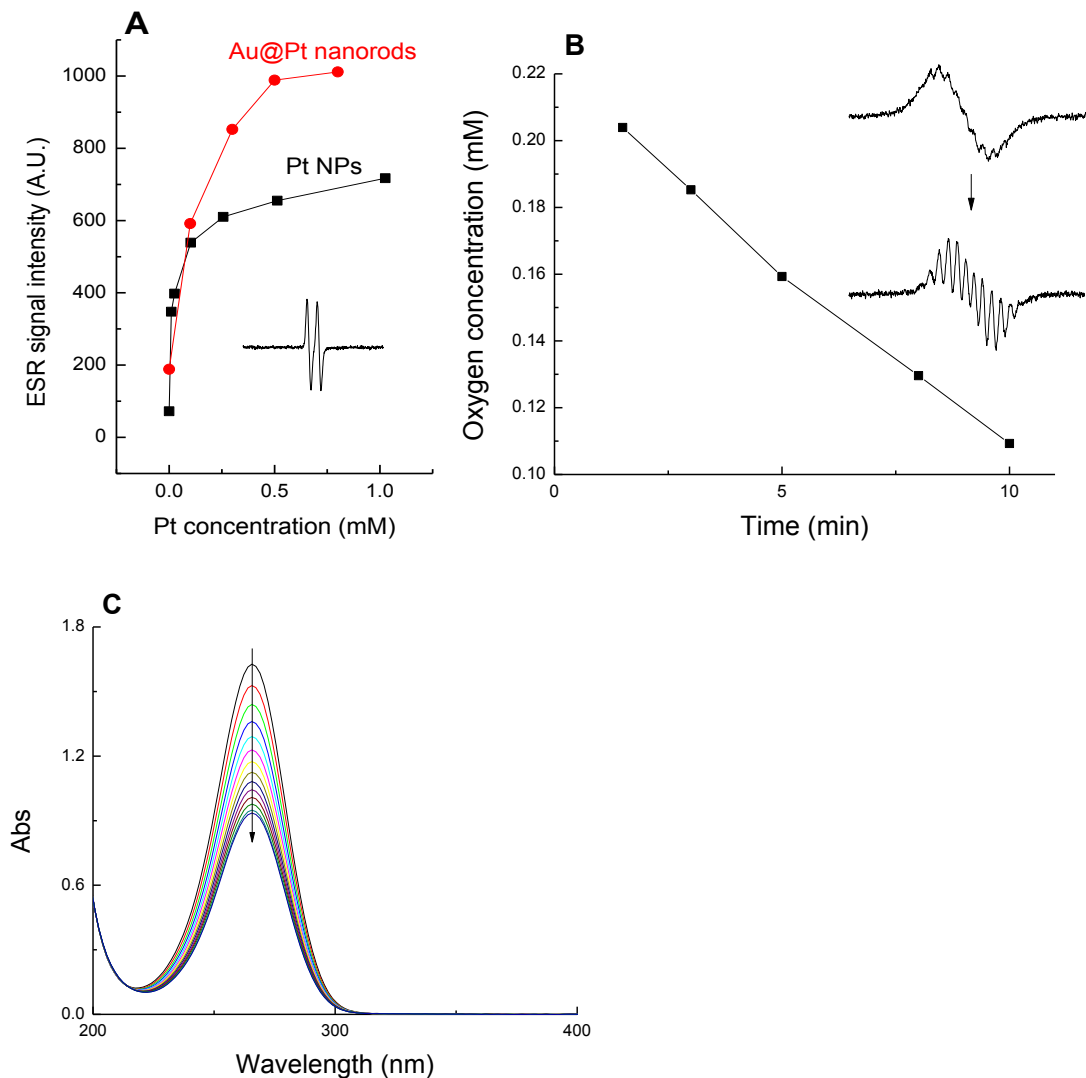 A
Au@Pt nanorods
Pt NPs
ESR signal intensity (A.U.)
1000
800
600
400
200
0
0.0 0.5 1.0
Pt concentration (mM)
B
Oxygen concentration (mM)
0.22
0.20
0.18
0.16
0.14
0.12
0.10
0 5 10
Time (min)
C
Abs
1.8
1.2
0.6
0.0
200 300 400
Wavelength (nm)